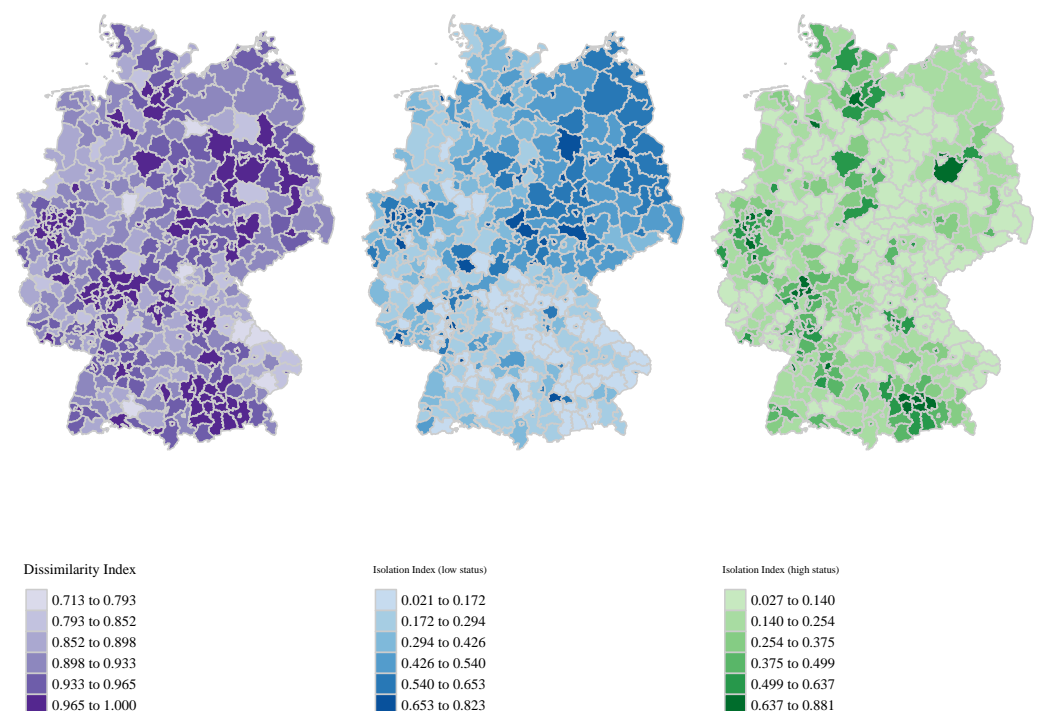 Dissimilarity Index
0.713 to 0.793
0.793 to 0.852
0.852 to 0.898
0.898 to 0.933
0.933 to 0.965
0.965 to 1.000
Isolation Index (low status)
0.021 to 0.172
0.172 to 0.294
0.294 to 0.426
0.426 to 0.540
0.540 to 0.653
0.653 to 0.823
Isolation Index (high status)
0.027 to 0.140
0.140 to 0.254
0.254 to 0.375
0.375 to 0.499
0.499 to 0.637
0.637 to 0.881